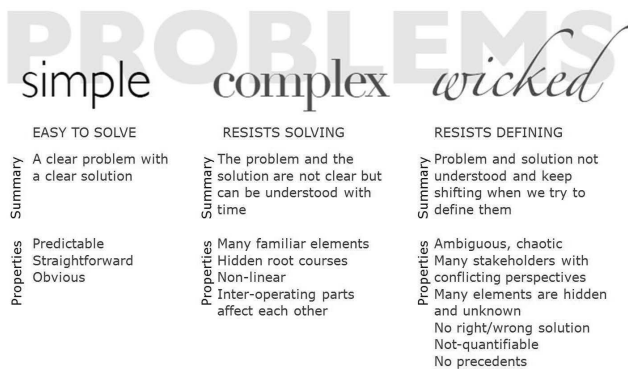 PROBLEMS
simple
complex
wicked
EASY TO SOLVE
Summary
A clear problem with
a clear solution
Properties
Predictable
Straightforward
Obvious
RESISTS SOLVING
Summary
The problem and the
solution are not clear but
can be understood with
time
Properties
Many familiar elements
Hidden root courses
Non-linear
Inter-operating parts
affect each other
RESISTS DEFINING
Summary
Problem and solution not
understood and keep
shifting when we try to
define them
Properties
Ambiguous, chaotic
Many stakeholders with
conflicting perspectives
Many elements are hidden
and unknown
No right/wrong solution
Not-quantifiable
No precedents